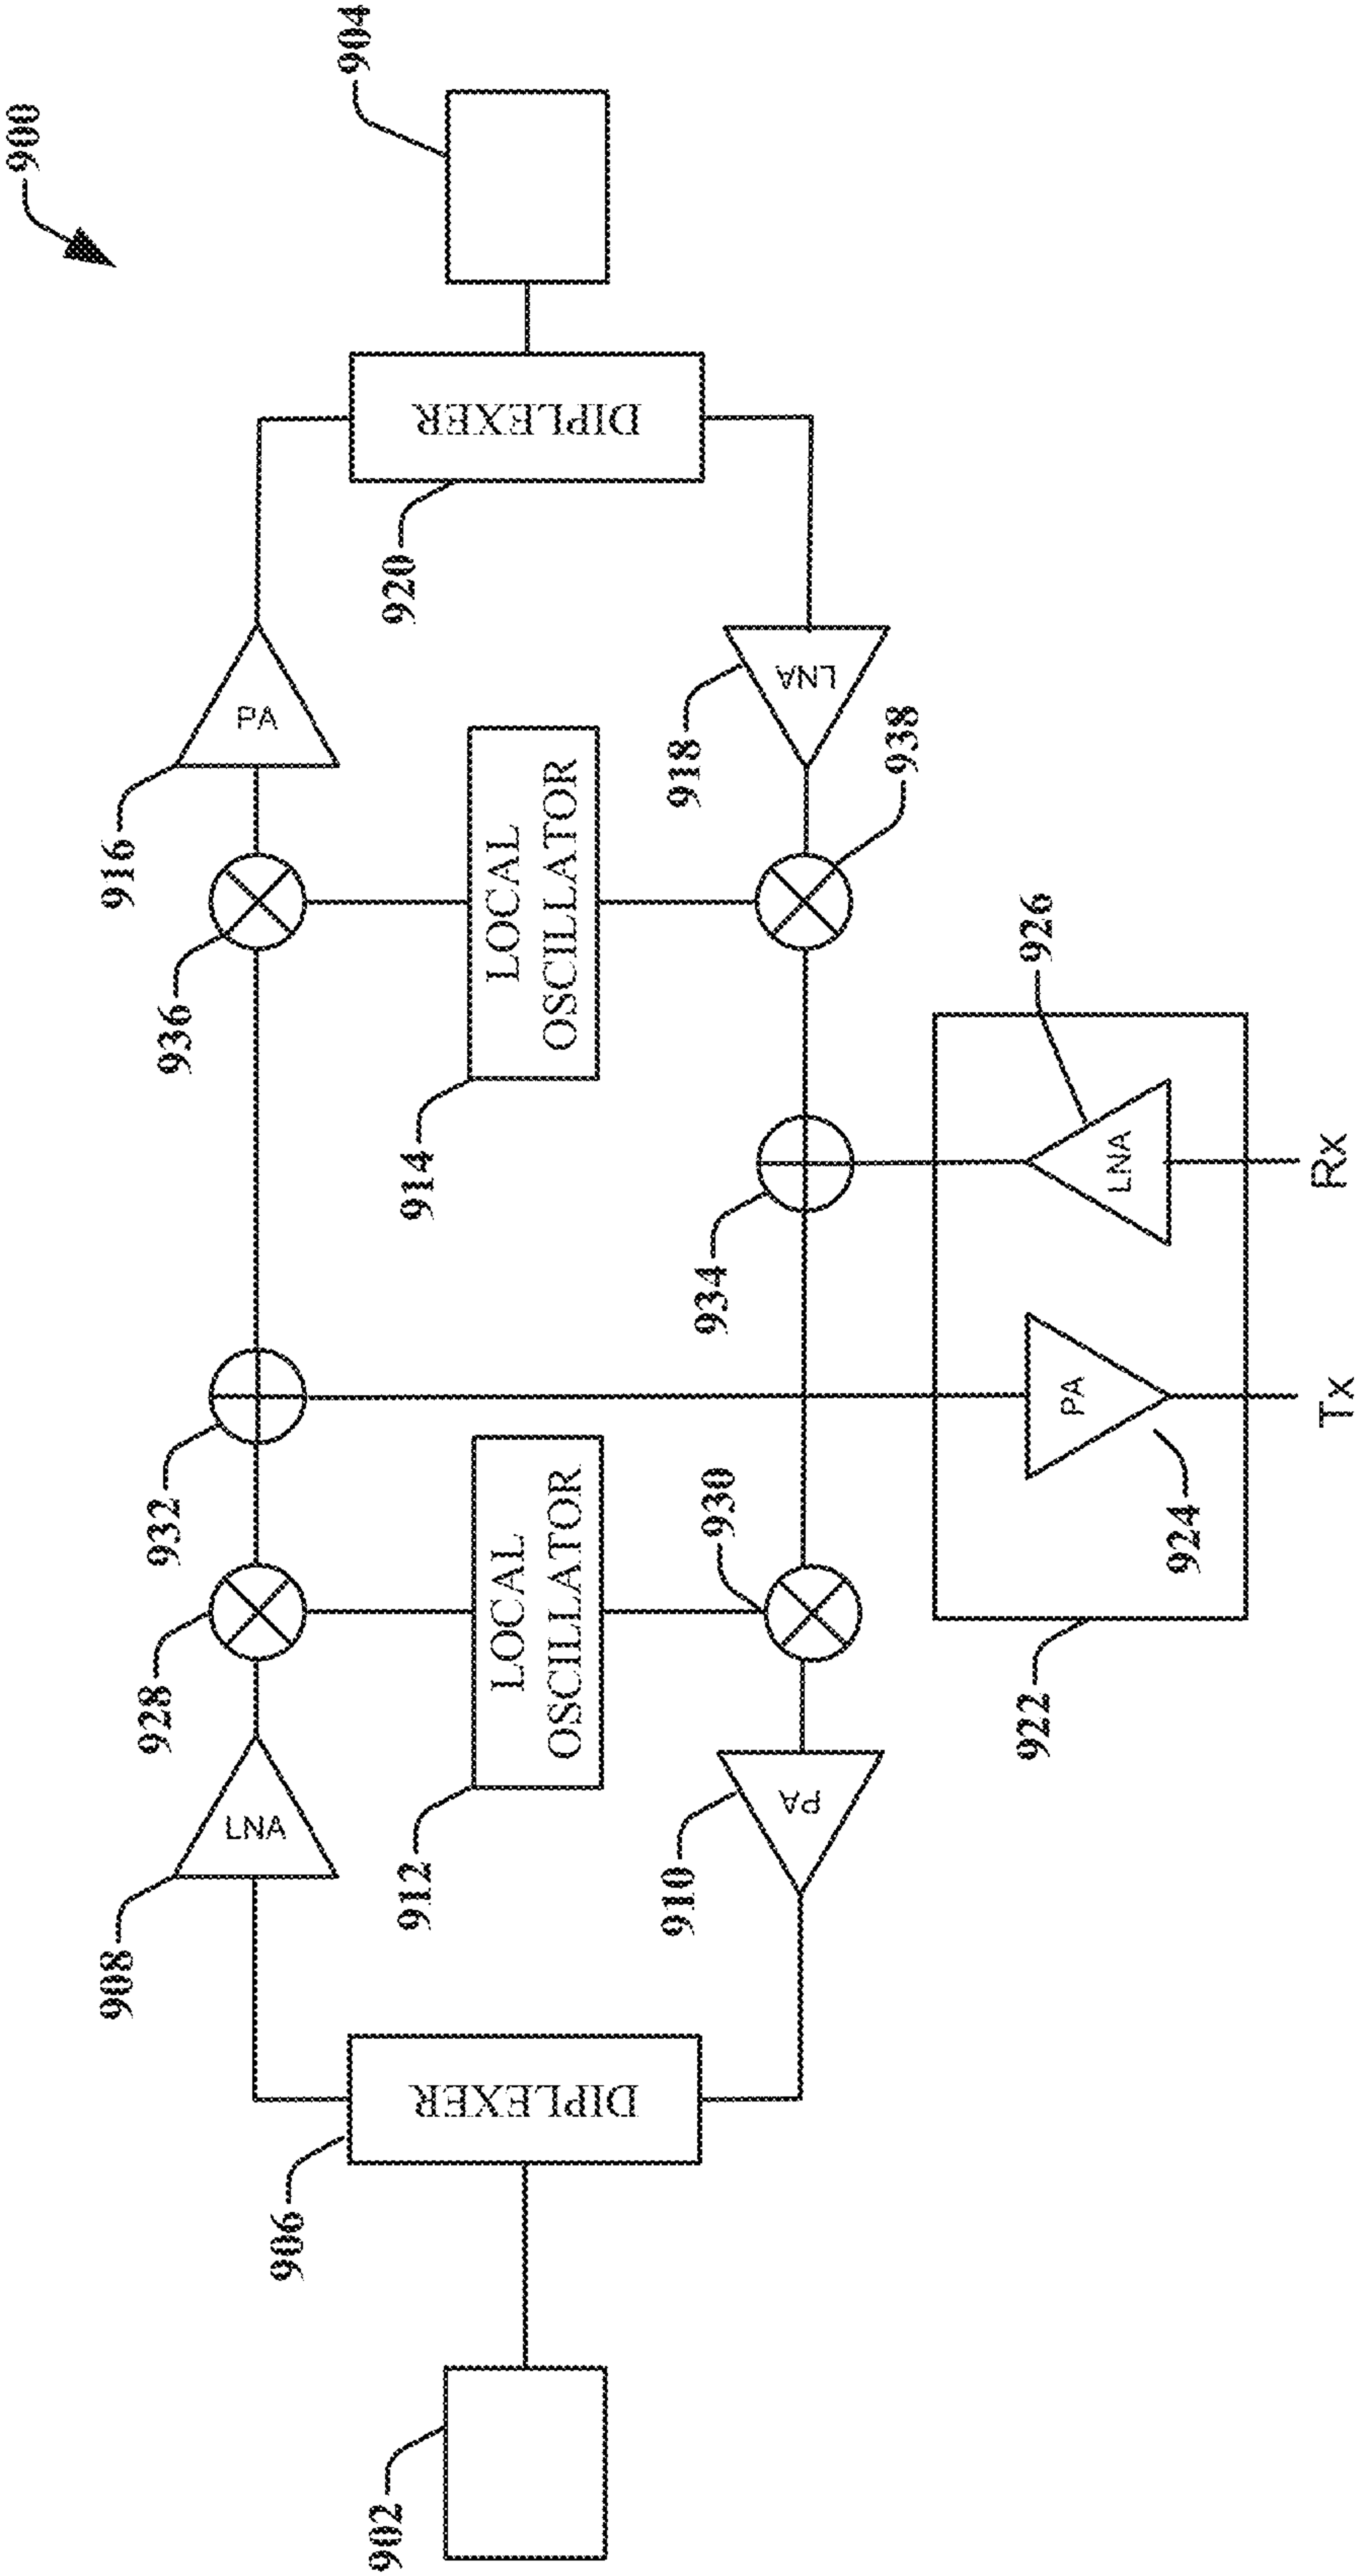 900
904
DIPLEXER
920
PA
916
LNA
918
938
936
LOCAL
OSCILLATOR
914
926
LNA
Rx
934
932
PA
Tx
924
930
LOCAL
OSCILLATOR
912
928
922
LNA
908
PA
910
DIPLEXER
906
902